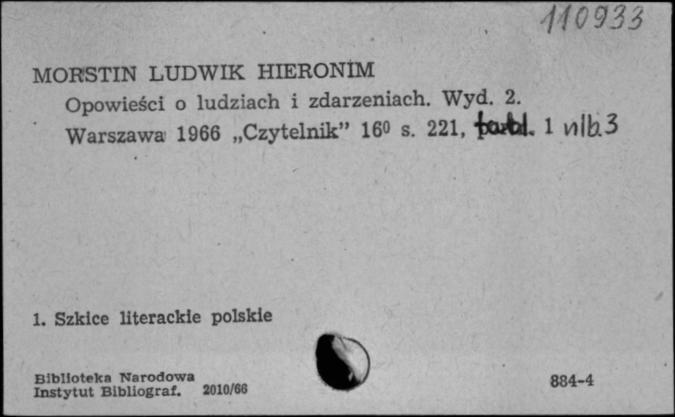 110933
MORSTIN LUDWIK HIERONIM
Opowieści o ludziach i zdarzeniach. Wyd. 2.
Warszawa 1966 „Czytelnik” 16⁰ s. 221, 1 nlb. 3
1. Szkice literackie polskie
Biblioteka Narodowa
Instytut Bibliograf. 2010/66
884-4